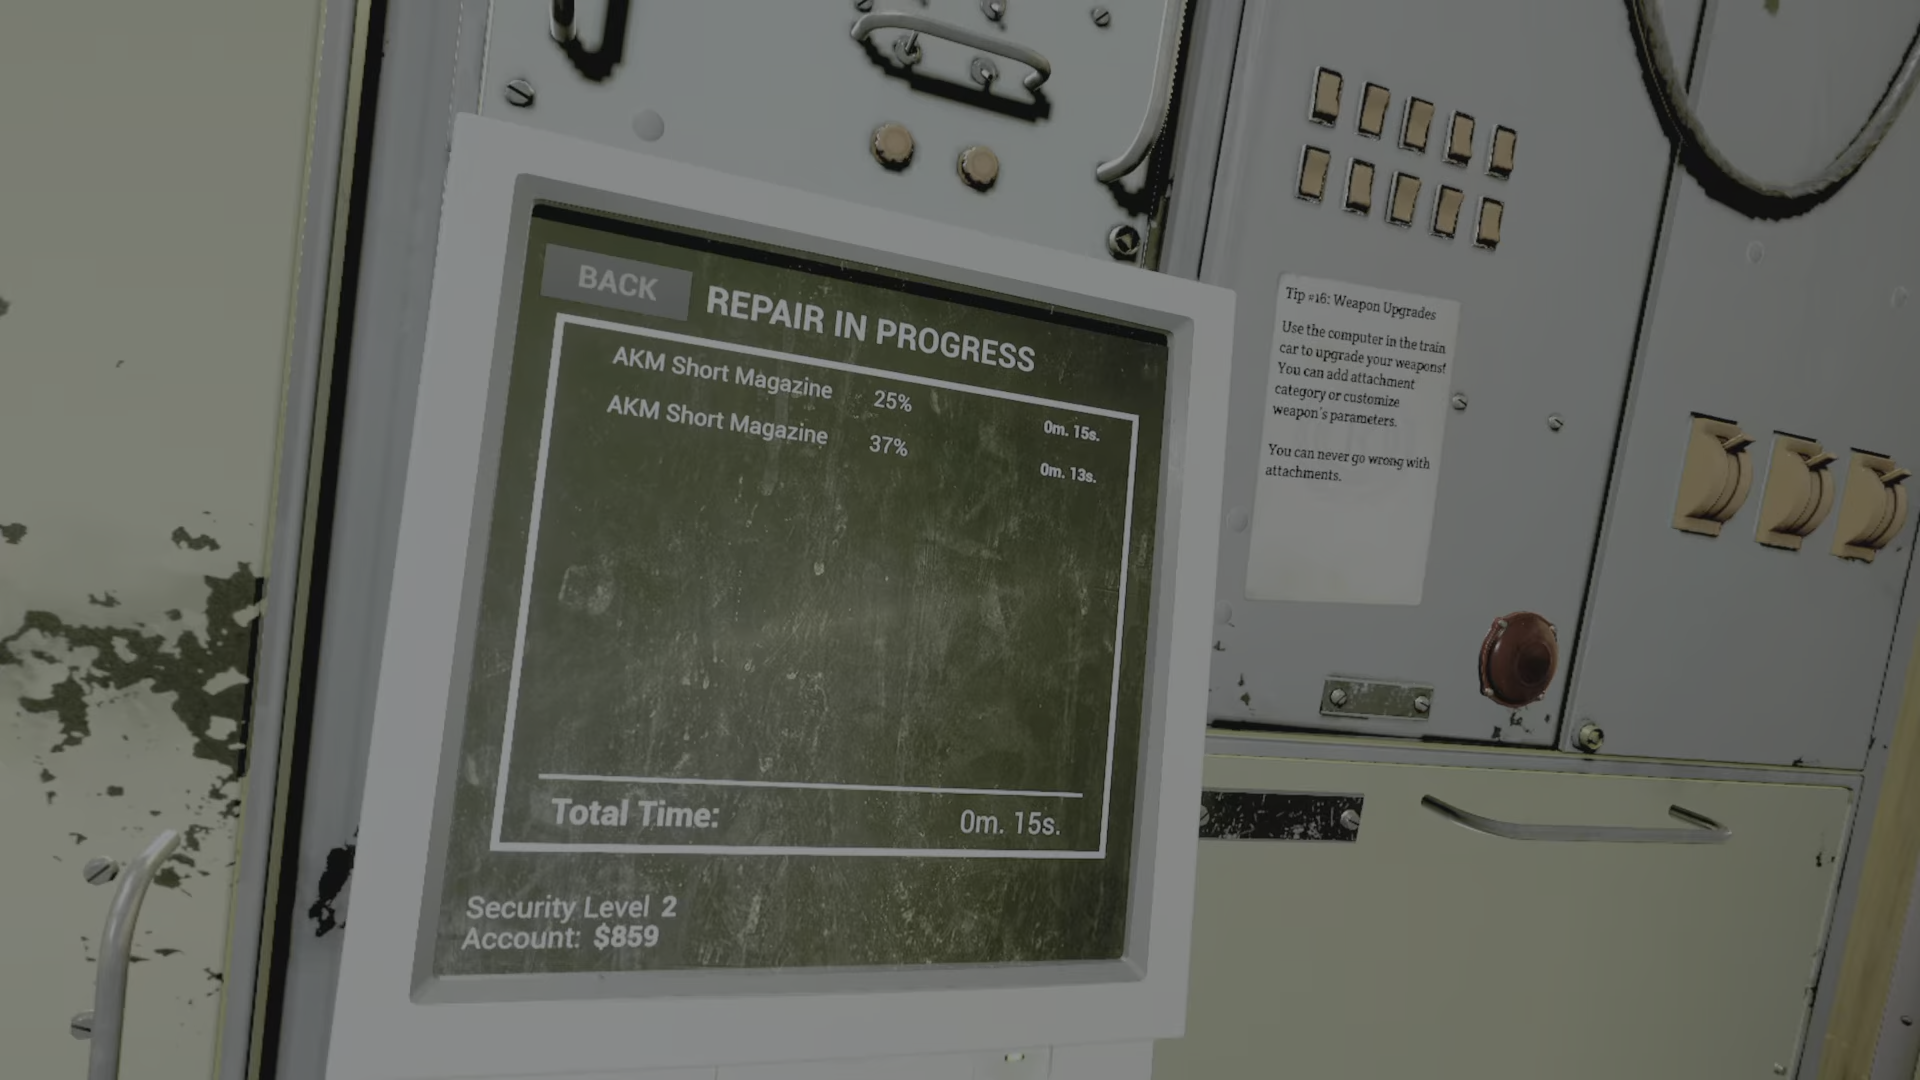 BACK
REPAIR IN PROGRESS
AKM Short Magazine 25% 0m. 15s.
AKM Short Magazine 37% 0m. 13s.
Total Time: 0m. 15s.
Security Level 2
Account: $859
Tip #16: Weapon Upgrades
Use the computer in the train
car to upgrade your weapons!
You can add attachment
category or customize
weapon's parameters.
You can never go wrong with
attachments.